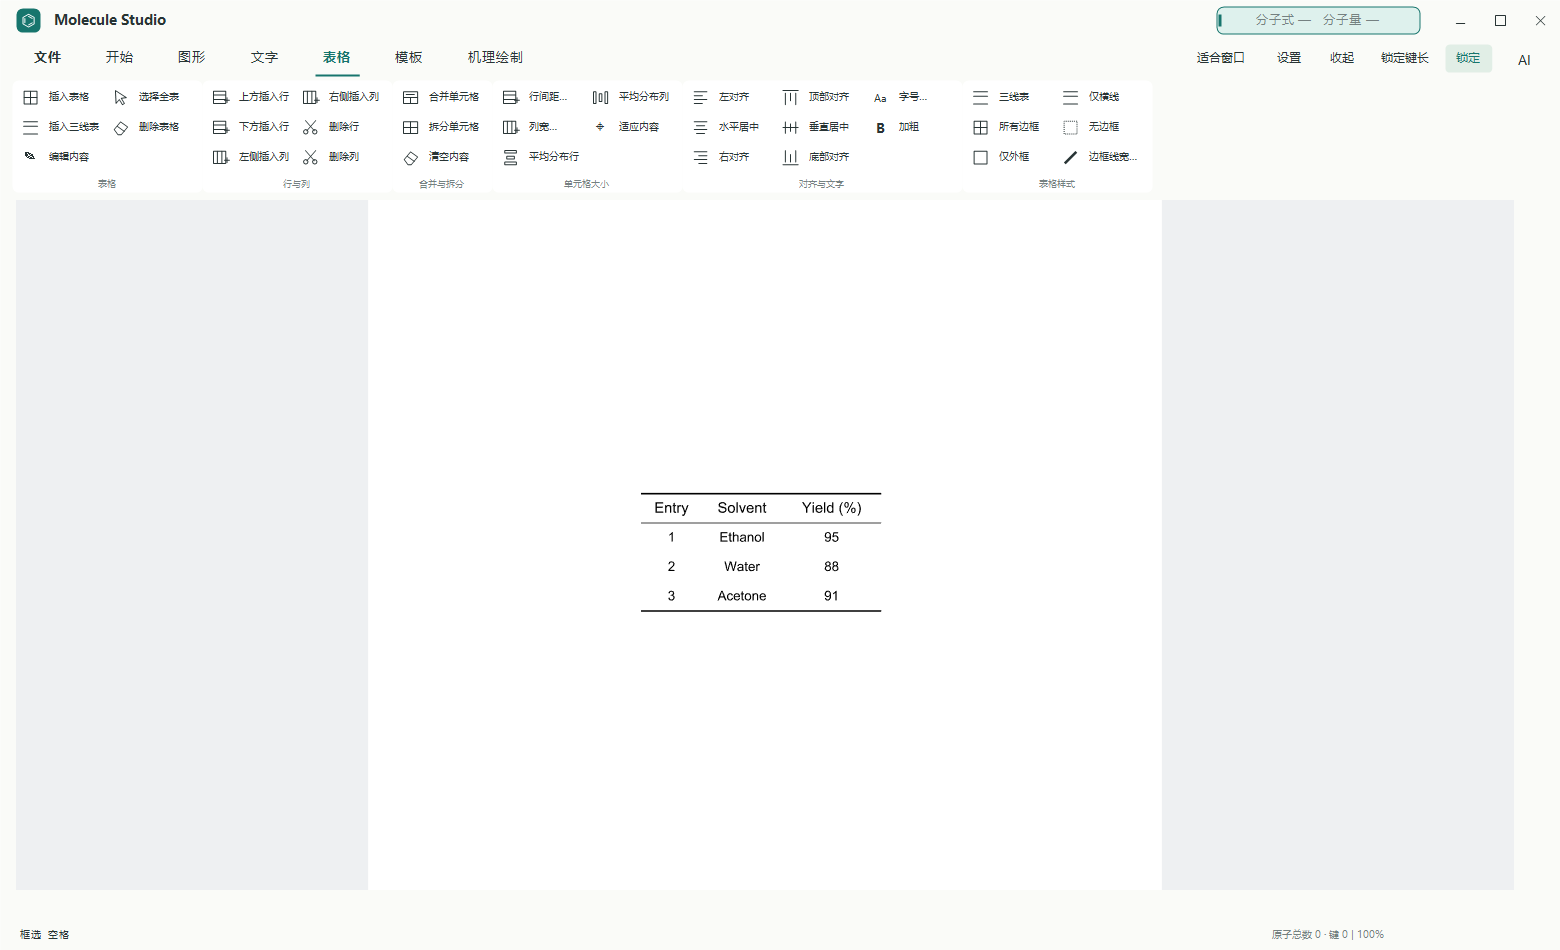 Molecule Studio
分子式 — 分子量 —
文件 开始 图形 文字 表格 模板 机理绘制 适合窗口 设置 收起 锁定键长 锁定 AI
插入表格 选择全表 上方插入行 右侧插入列 合并单元格 行间距... 平均分布列 左对齐 顶部对齐 Aa 字号... 三线表 仅横线
插入三线表 删除表格 下方插入行 删除行 拆分单元格 列宽... 适应内容 水平居中 垂直居中 B 加粗 所有边框 无边框
编辑内容 左侧插入列 删除列 清空内容 平均分布行 右对齐 底部对齐 仅外框 边框线宽...
表格 行与列 合并与拆分 单元格大小 对齐与文字 表格样式
Entry Solvent Yield (%)
1 Ethanol 95
2 Water 88
3 Acetone 91
框选 空格 原子总数 0 · 键 0 | 100%